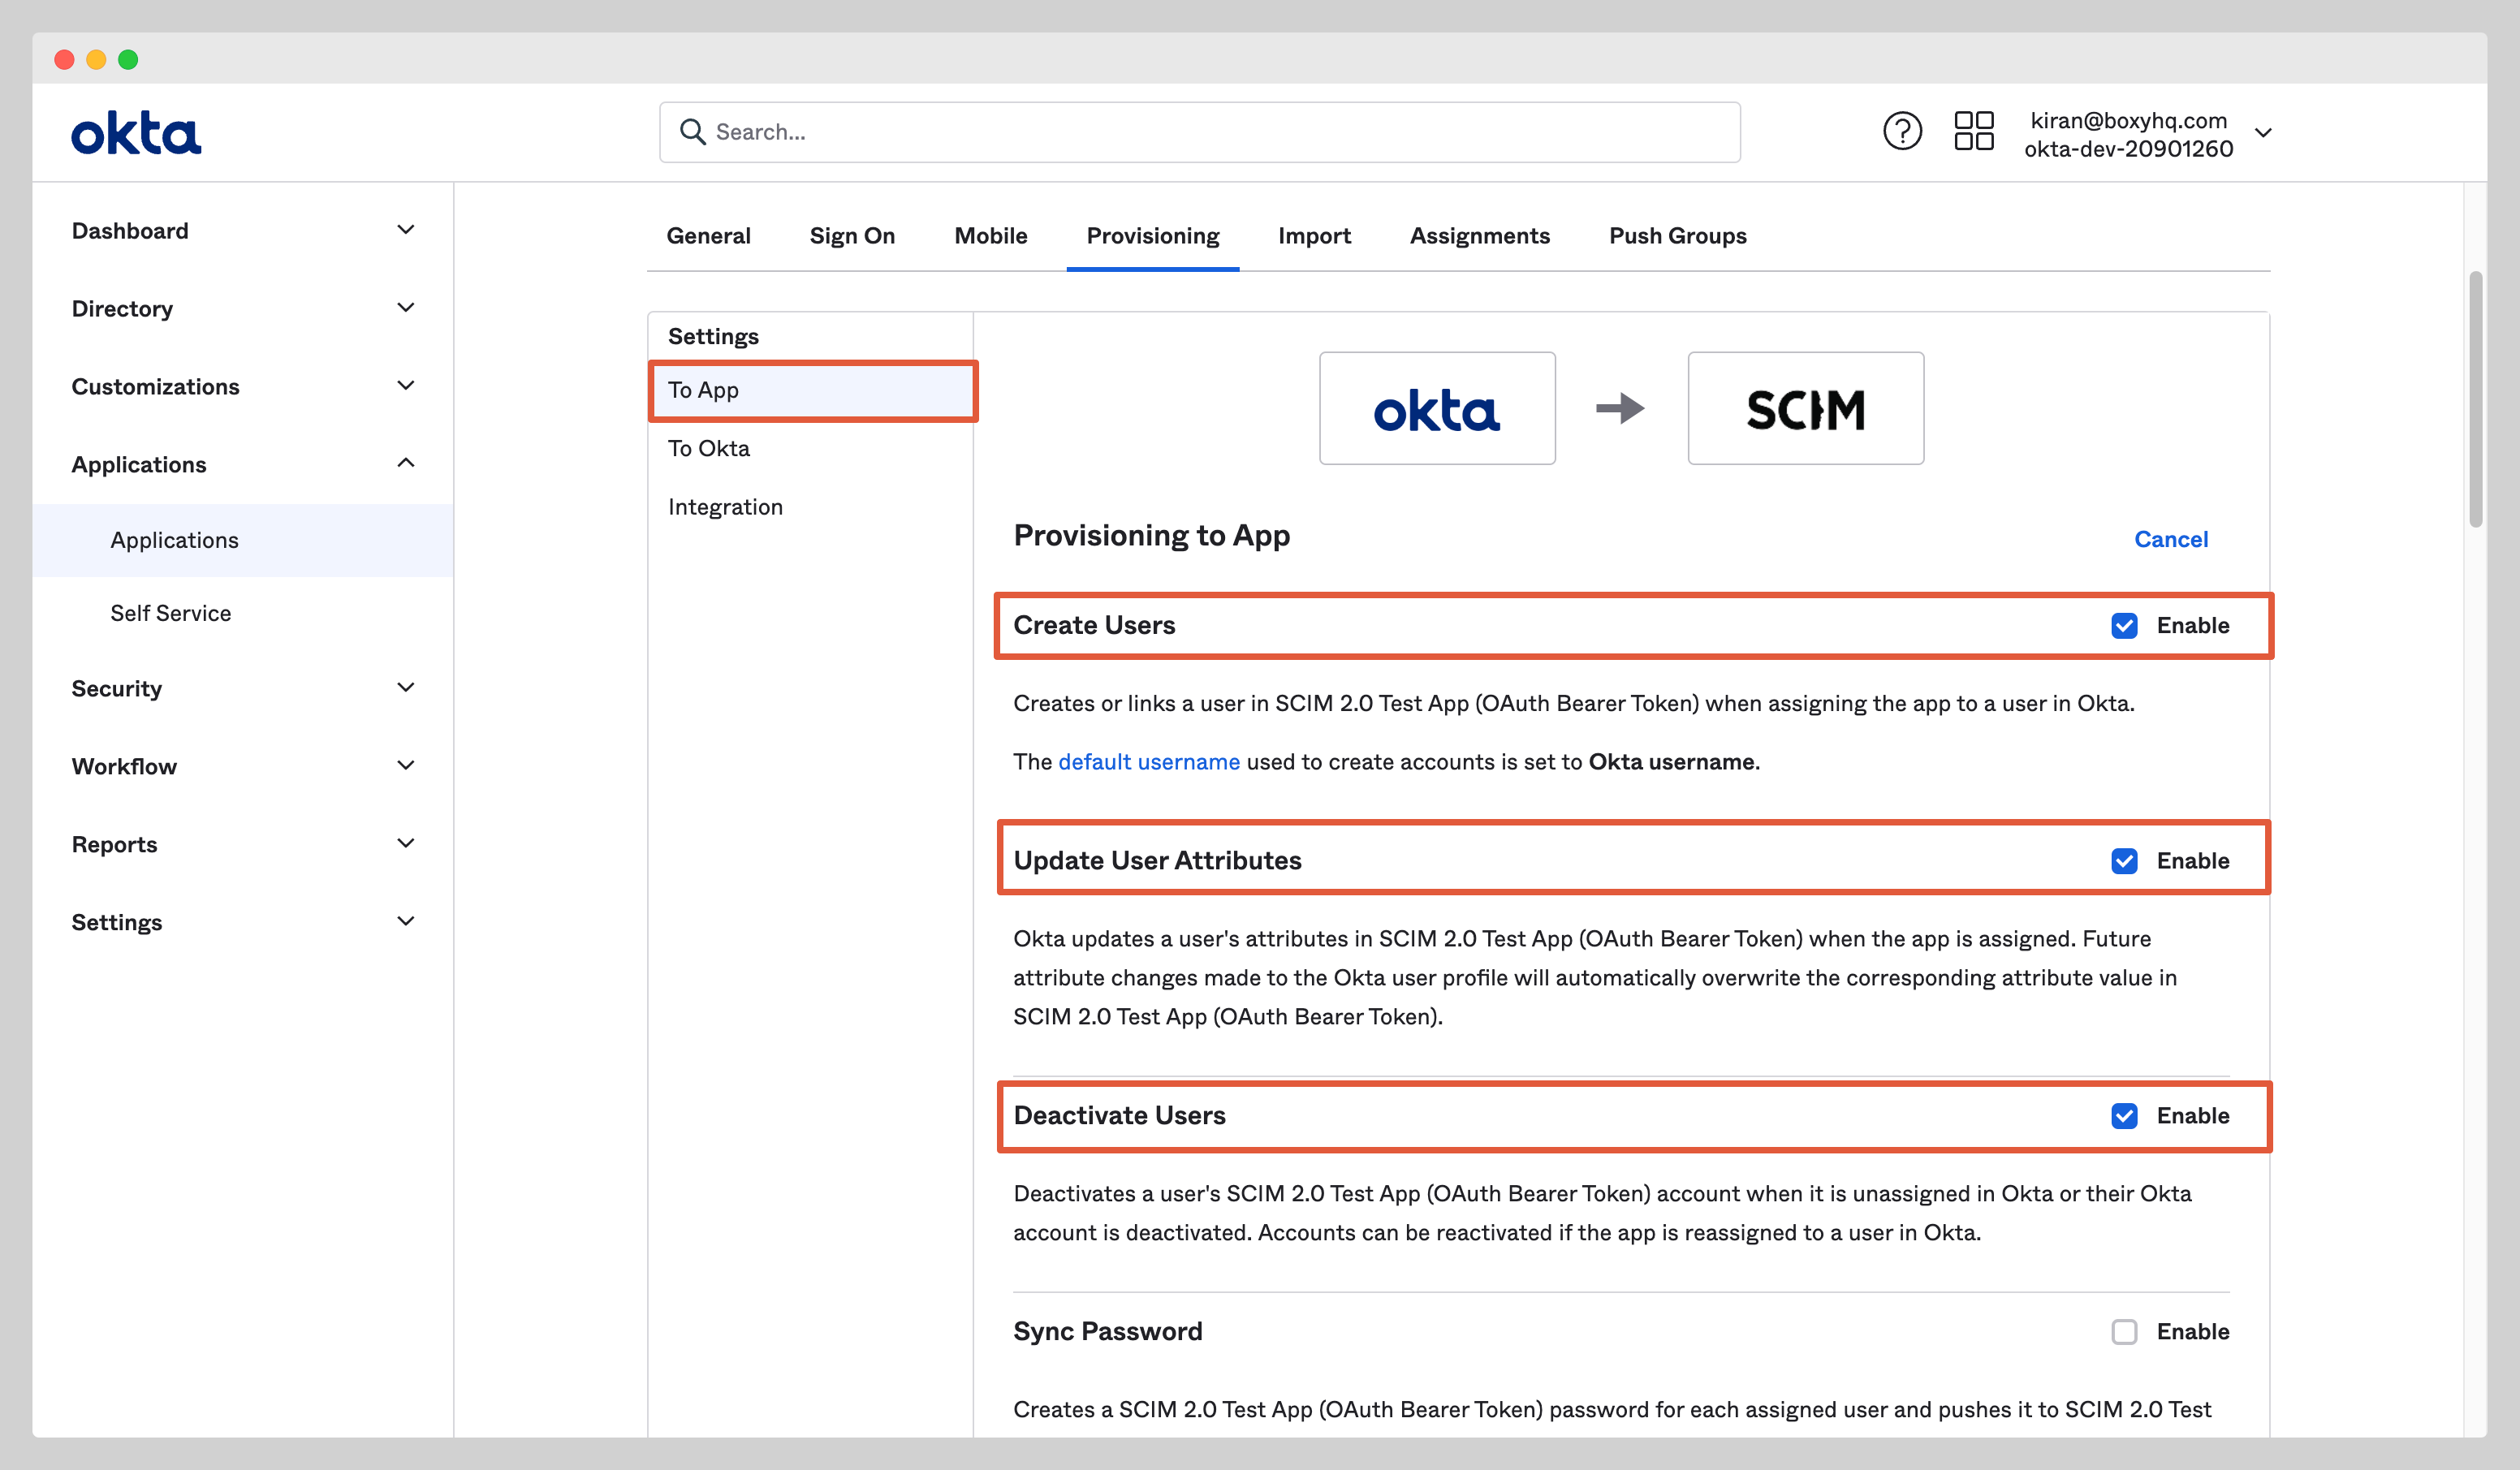 okta
Search...
kiran@boxyhq.com
okta-dev-20901260
Dashboard
Directory
Customizations
Applications
Applications
Self Service
Security
Workflow
Reports
Settings
General
Sign On
Mobile
Provisioning
Import
Assignments
Push Groups
Settings
To App
To Okta
Integration
okta
SCIM
Provisioning to App
Cancel
Create Users
Enable
Creates or links a user in SCIM 2.0 Test App (OAuth Bearer Token) when assigning the app to a user in Okta.
The default username used to create accounts is set to Okta username.
Update User Attributes
Enable
Okta updates a user's attributes in SCIM 2.0 Test App (OAuth Bearer Token) when the app is assigned. Future
attribute changes made to the Okta user profile will automatically overwrite the corresponding attribute value in
SCIM 2.0 Test App (OAuth Bearer Token).
Deactivate Users
Enable
Deactivates a user's SCIM 2.0 Test App (OAuth Bearer Token) account when it is unassigned in Okta or their Okta
account is deactivated. Accounts can be reactivated if the app is reassigned to a user in Okta.
Sync Password
Enable
Creates a SCIM 2.0 Test App (OAuth Bearer Token) password for each assigned user and pushes it to SCIM 2.0 Test